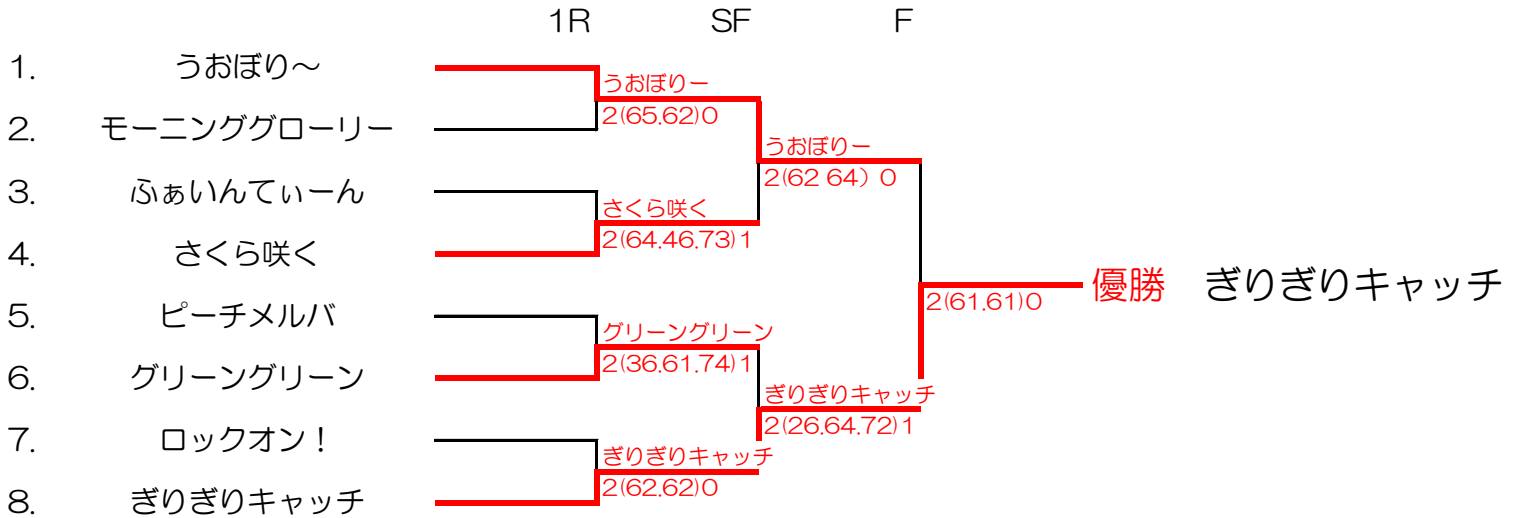 1R SF F
1. うおぼり～
うおぼりー
2(65,62)0
2. モーニンググローリー
うおぼりー
2(62 64) 0
3. ふぁいんてぃーん
さくら咲く
2(64,46,73)1
4. さくら咲く
優勝 ぎりぎりキャッチ
2(61,61)0
5. ピーチメルバ
グリーングリーン
2(36,61,74)1
6. グリーングリーン
ぎりぎりキャッチ
2(26,64,72)1
7. ロックオン！
ぎりぎりキャッチ
2(62,62)0
8. ぎりぎりキャッチ